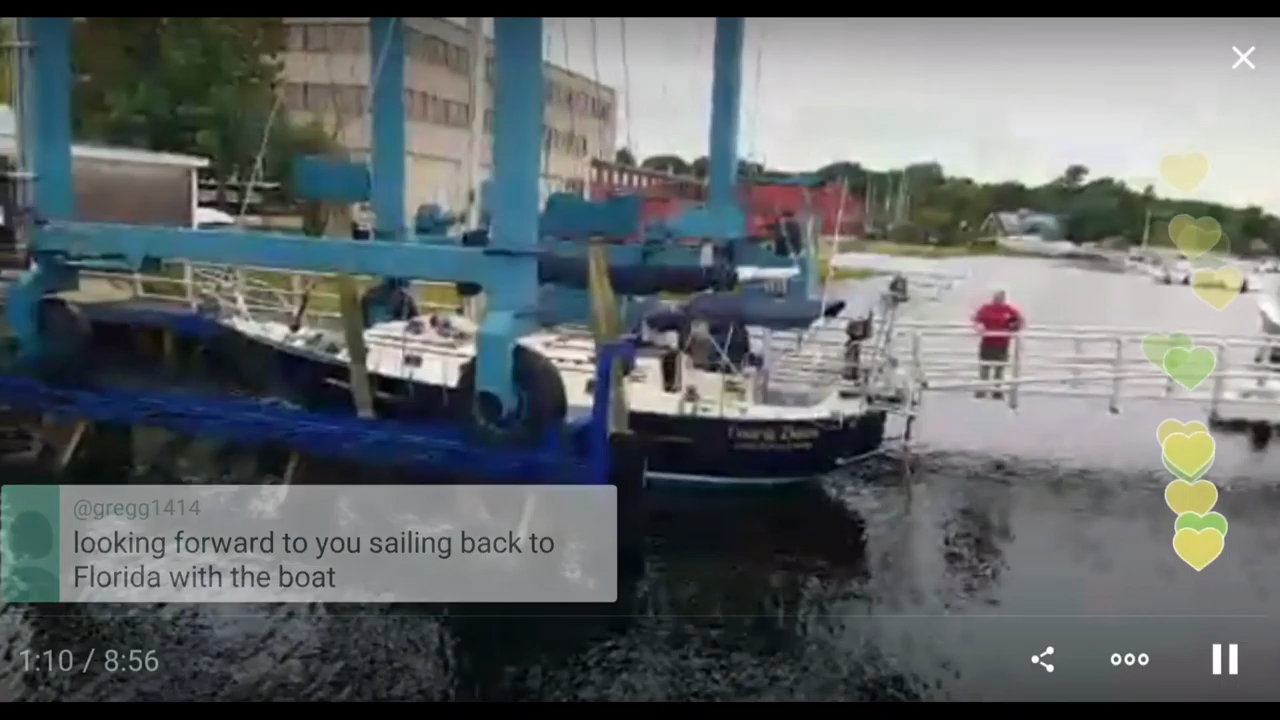 @gregg1414
looking forward to you sailing back to
Florida with the boat
1:10 / 8:56